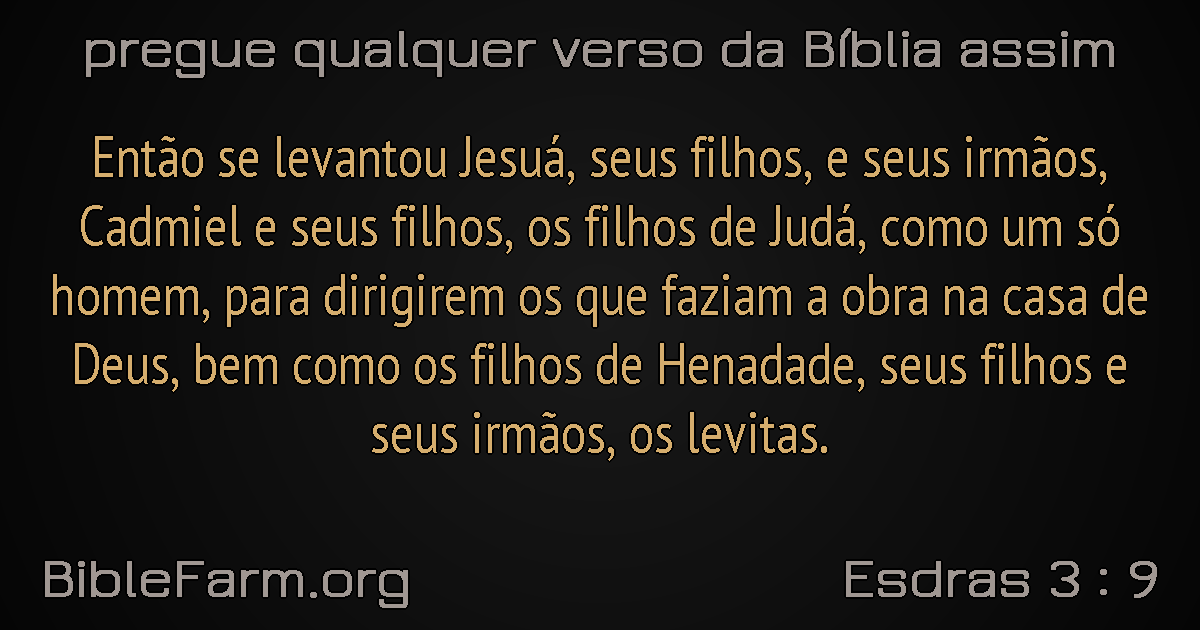 pregue qualquer verso da Bíblia assim
Então se levantou Jesuá, seus filhos, e seus irmãos,
Cadmiel e seus filhos, os filhos de Judá, como um só
homem, para dirigirem os que faziam a obra na casa de
Deus, bem como os filhos de Henadade, seus filhos e
seus irmãos, os levitas.
BibleFarm.org
Esdras 3 : 9